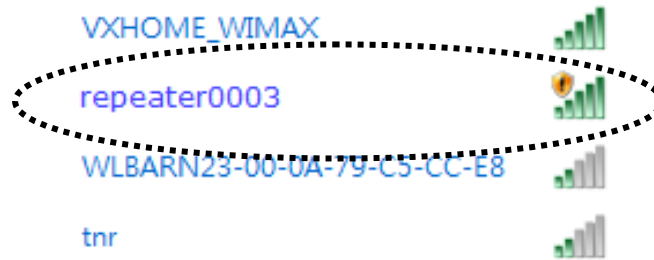 VXHOME_WIMAX
repeater0003
WLBARN23-00-0A-79-C5-CC-E8
tnr